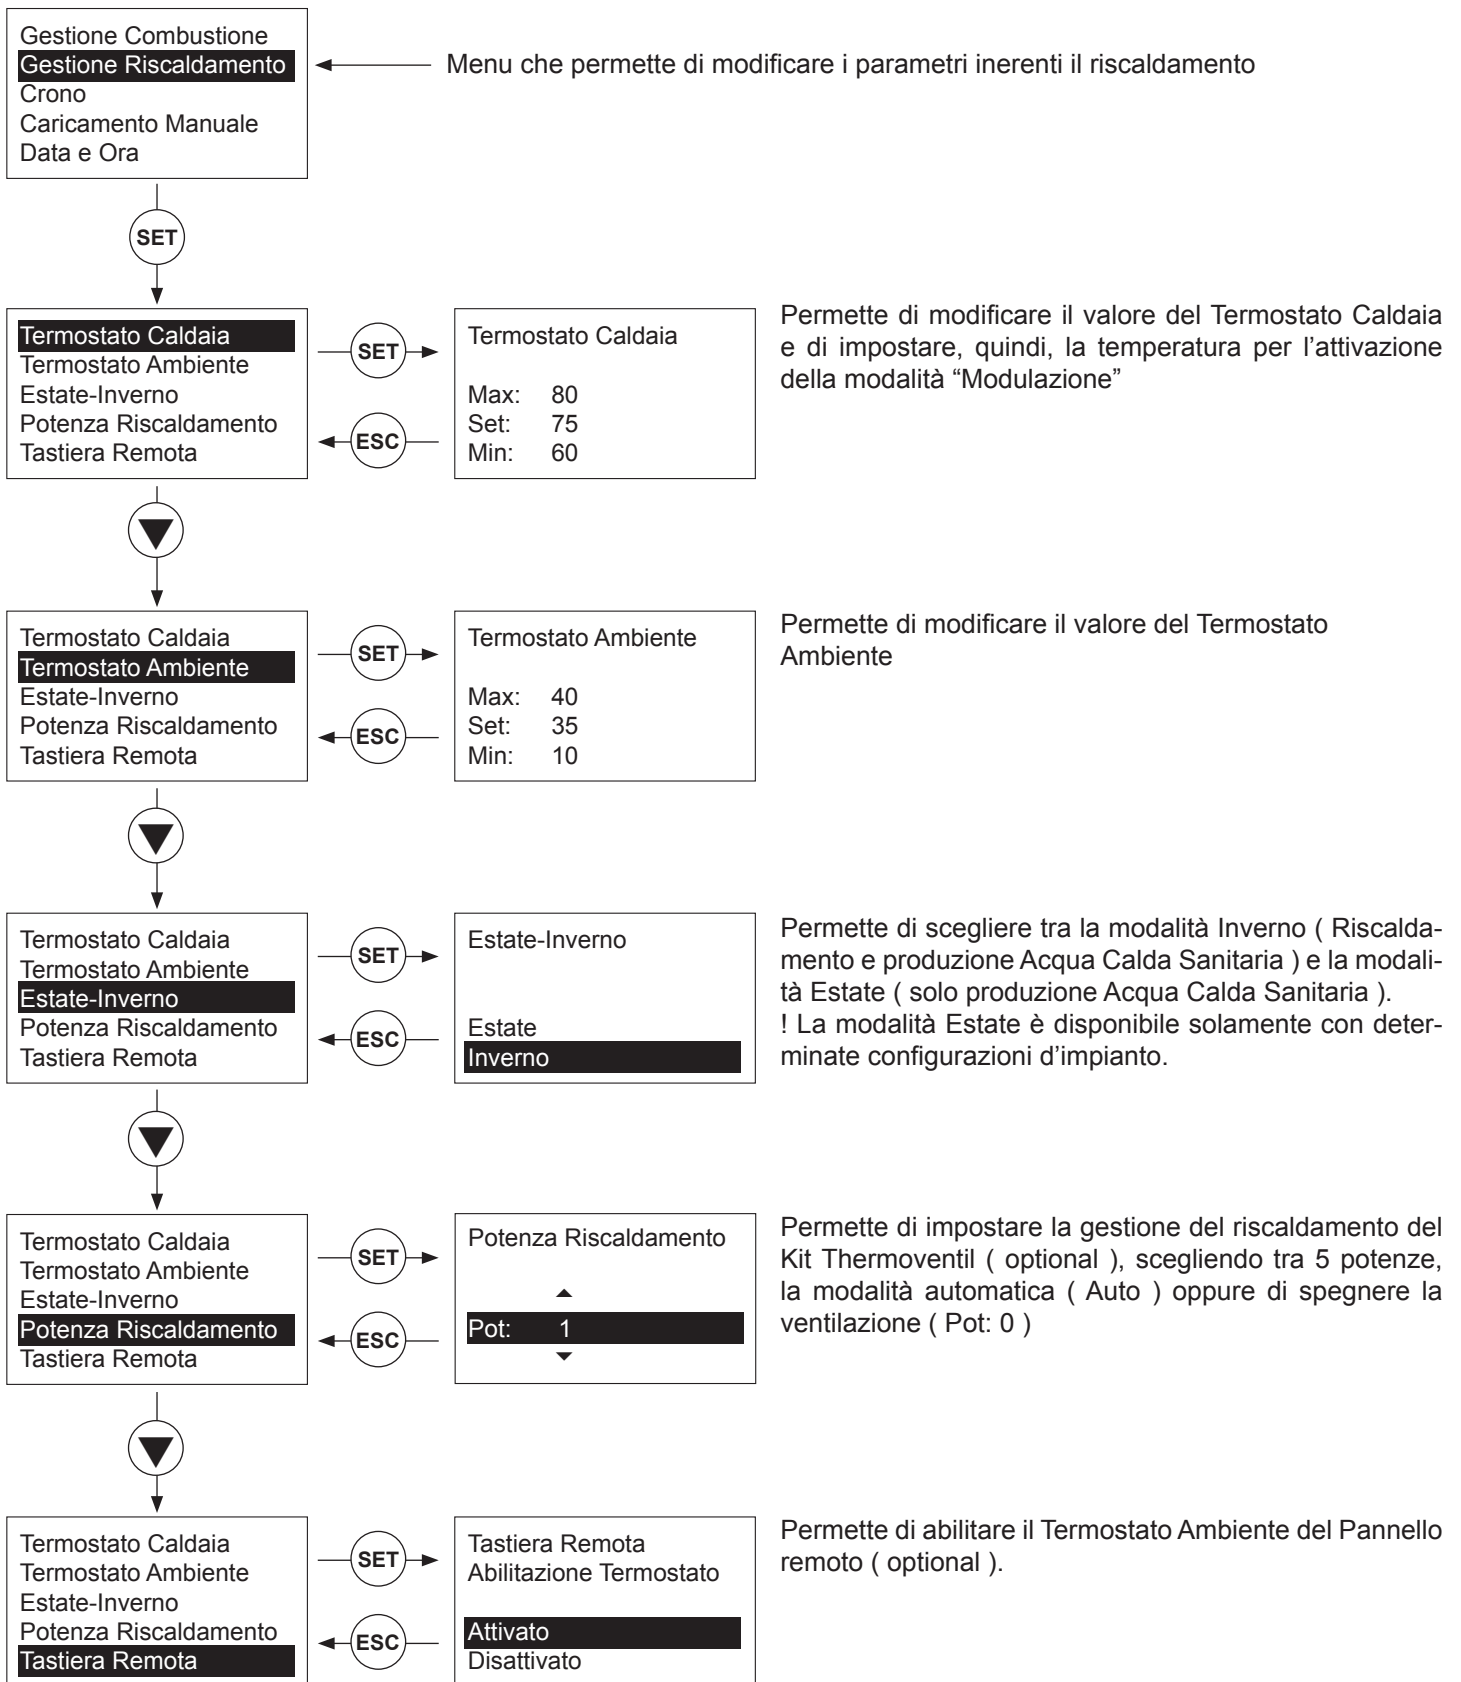 Gestione Combustione
Gestione Riscaldamento
Crono
Caricamento Manuale
Data e Ora
Menu che permette di modificare i parametri inerenti il riscaldamento
SET
Termostato Caldaia
Termostato Ambiente
Estate-Inverno
Potenza Riscaldamento
Tastiera Remota
SET
ESC
Termostato Caldaia
Max: 80
Set: 75
Min: 60
Permette di modificare il valore del Termostato Caldaia
e di impostare, quindi, la temperatura per l’attivazione
della modalità “Modulazione”
Termostato Caldaia
Termostato Ambiente
Estate-Inverno
Potenza Riscaldamento
Tastiera Remota
SET
ESC
Termostato Ambiente
Max: 40
Set: 35
Min: 10
Permette di modificare il valore del Termostato
Ambiente
Termostato Caldaia
Termostato Ambiente
Estate-Inverno
Potenza Riscaldamento
Tastiera Remota
SET
ESC
Estate-Inverno
Estate
Inverno
Permette di scegliere tra la modalità Inverno ( Riscalda-
mento e produzione Acqua Calda Sanitaria ) e la modali-
tà Estate ( solo produzione Acqua Calda Sanitaria ).
! La modalità Estate è disponibile solamente con deter-
minate configurazioni d’impianto.
Termostato Caldaia
Termostato Ambiente
Estate-Inverno
Potenza Riscaldamento
Tastiera Remota
SET
ESC
Potenza Riscaldamento
Pot: 1
Permette di impostare la gestione del riscaldamento del
Kit Thermoventil ( optional ), scegliendo tra 5 potenze,
la modalità automatica ( Auto ) oppure di spegnere la
ventilazione ( Pot: 0 )
Termostato Caldaia
Termostato Ambiente
Estate-Inverno
Potenza Riscaldamento
Tastiera Remota
SET
ESC
Tastiera Remota
Abilitazione Termostato
Attivato
Disattivato
Permette di abilitare il Termostato Ambiente del Pannello
remoto ( optional ).